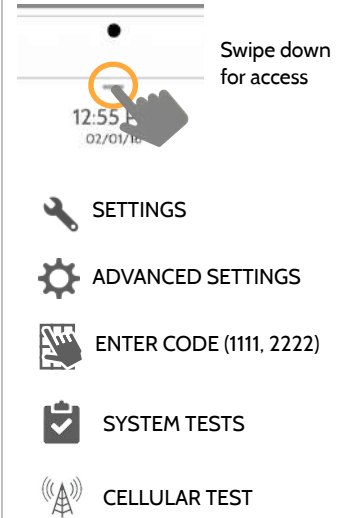 Swipe down
for access
12:55 P
02/01/18
SETTINGS
ADVANCED SETTINGS
ENTER CODE (1111, 2222)
SYSTEM TESTS
CELLULAR TEST